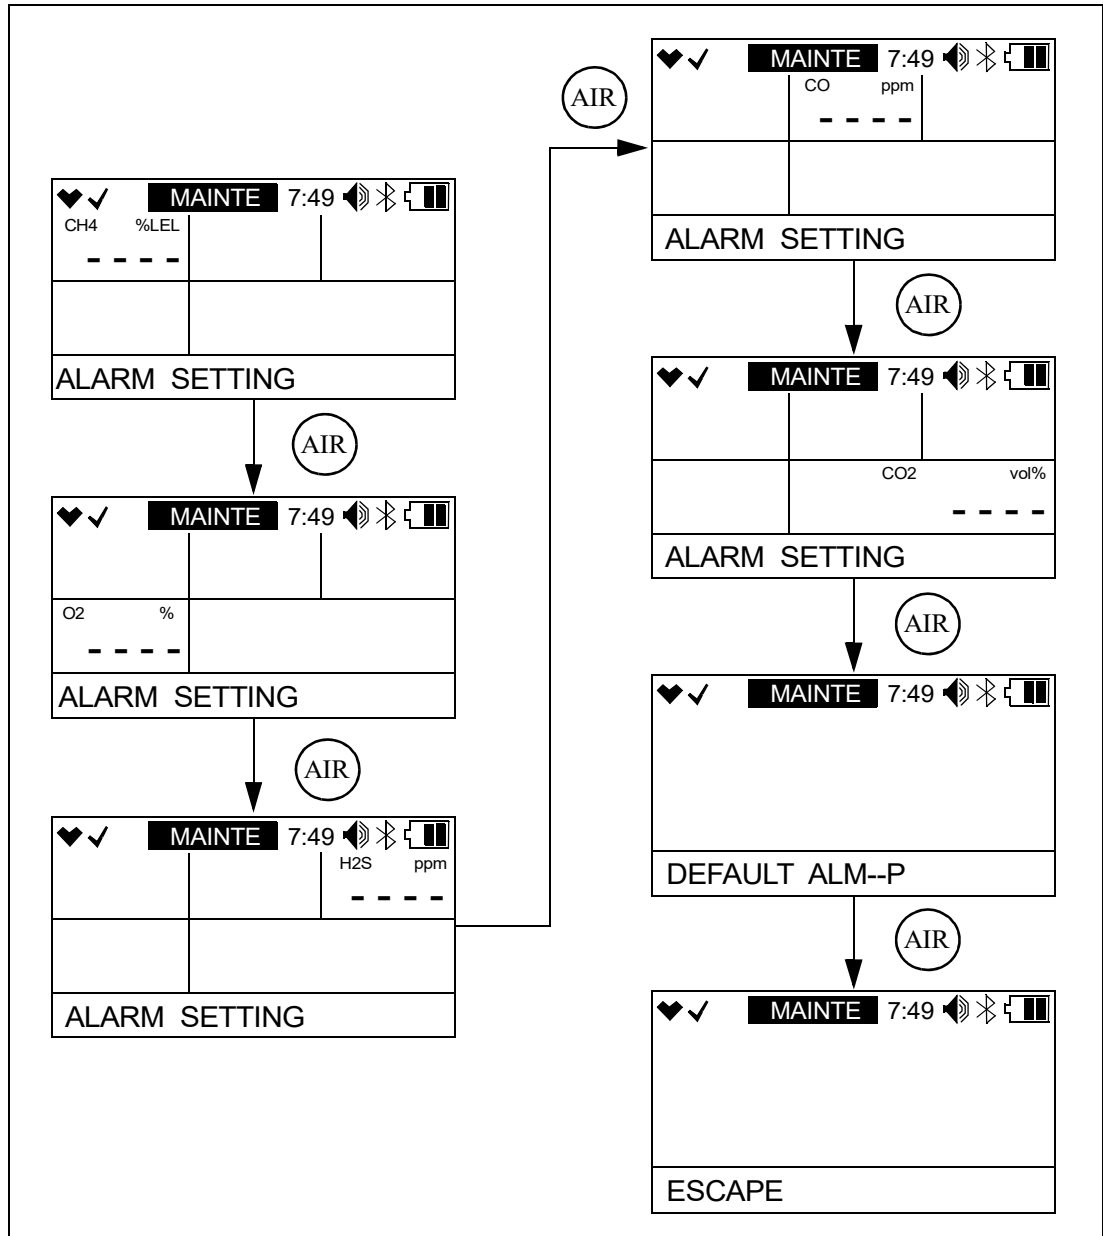 MAINTE 7:49
CH4 %LEL
- - - -
ALARM SETTING
AIR
MAINTE 7:49
O2 %
- - - -
ALARM SETTING
AIR
MAINTE 7:49
H2S ppm
- - - -
ALARM SETTING
AIR
MAINTE 7:49
CO ppm
- - - -
ALARM SETTING
AIR
MAINTE 7:49
CO2 vol%
- - - -
ALARM SETTING
AIR
MAINTE 7:49
DEFAULT ALM--P
AIR
MAINTE 7:49
ESCAPE